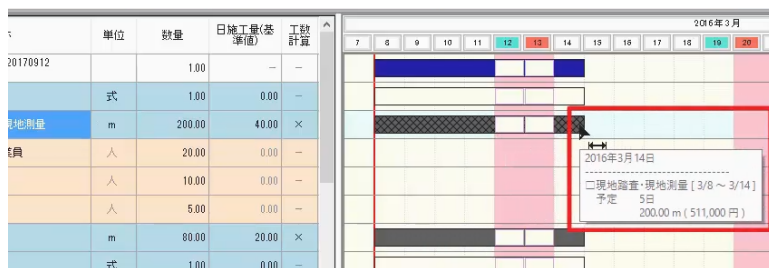 2016年3月
単位 数量 日施工量(基準値) 工数計算
7 8 9 10 11 12 13 14 15 16 17 18 19 20
20170912 1.00 – –
式 1.00 0.00 –
現地測量 m 200.00 40.00 ×
人 20.00 0.00 –
人 10.00 0.00 –
人 5.00 0.00 –
m 80.00 20.00 ×
式 1.00 0.00 –
2016年3月14日
--------------------------------
□現地踏査・現地測量 [ 3/8 ～ 3/14 ]
予定 5日
200.00 m ( 511,000 円 )